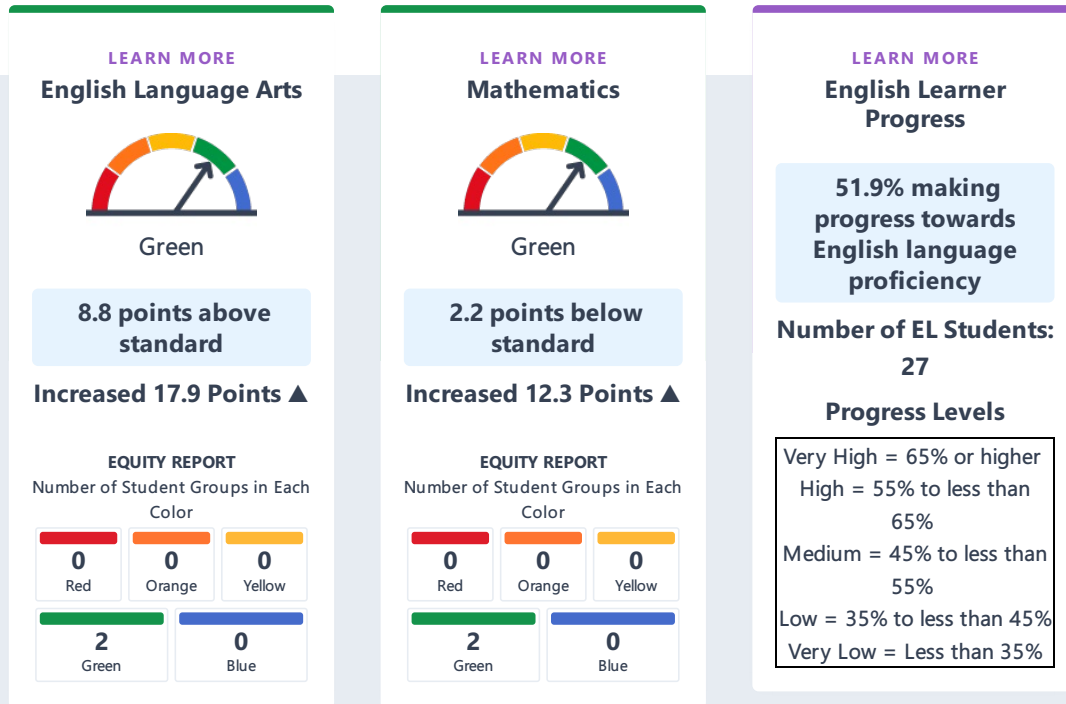 LEARN MORE
English Language Arts
Green
8.8 points above
standard
Increased 17.9 Points ▲
EQUITY REPORT
Number of Student Groups in Each
Color
0
Red
0
Orange
0
Yellow
2
Green
0
Blue
LEARN MORE
Mathematics
Green
2.2 points below
standard
Increased 12.3 Points ▲
EQUITY REPORT
Number of Student Groups in Each
Color
0
Red
0
Orange
0
Yellow
2
Green
0
Blue
LEARN MORE
English Learner
Progress
51.9% making
progress towards
English language
proficiency
Number of EL Students:
27
Progress Levels
Very High = 65% or higher
High = 55% to less than
65%
Medium = 45% to less than
55%
Low = 35% to less than 45%
Very Low = Less than 35%